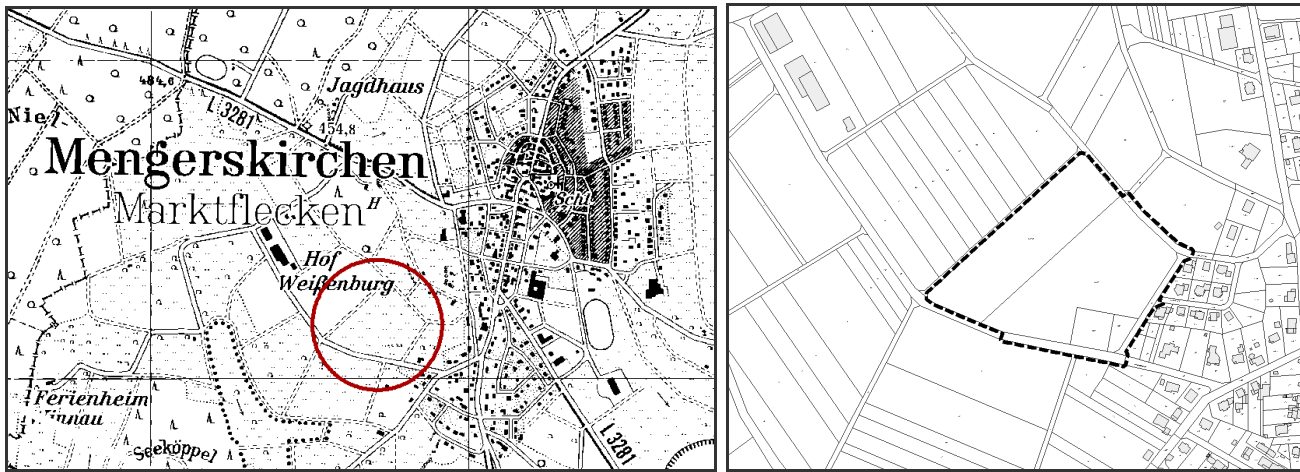 Jagdhaus
484,6
L 3281
454,8
Mengerskirchen
Marktflecken
H
Schl
Hof
Weißenburg
Ferienheim
Seeköppel
L 3281